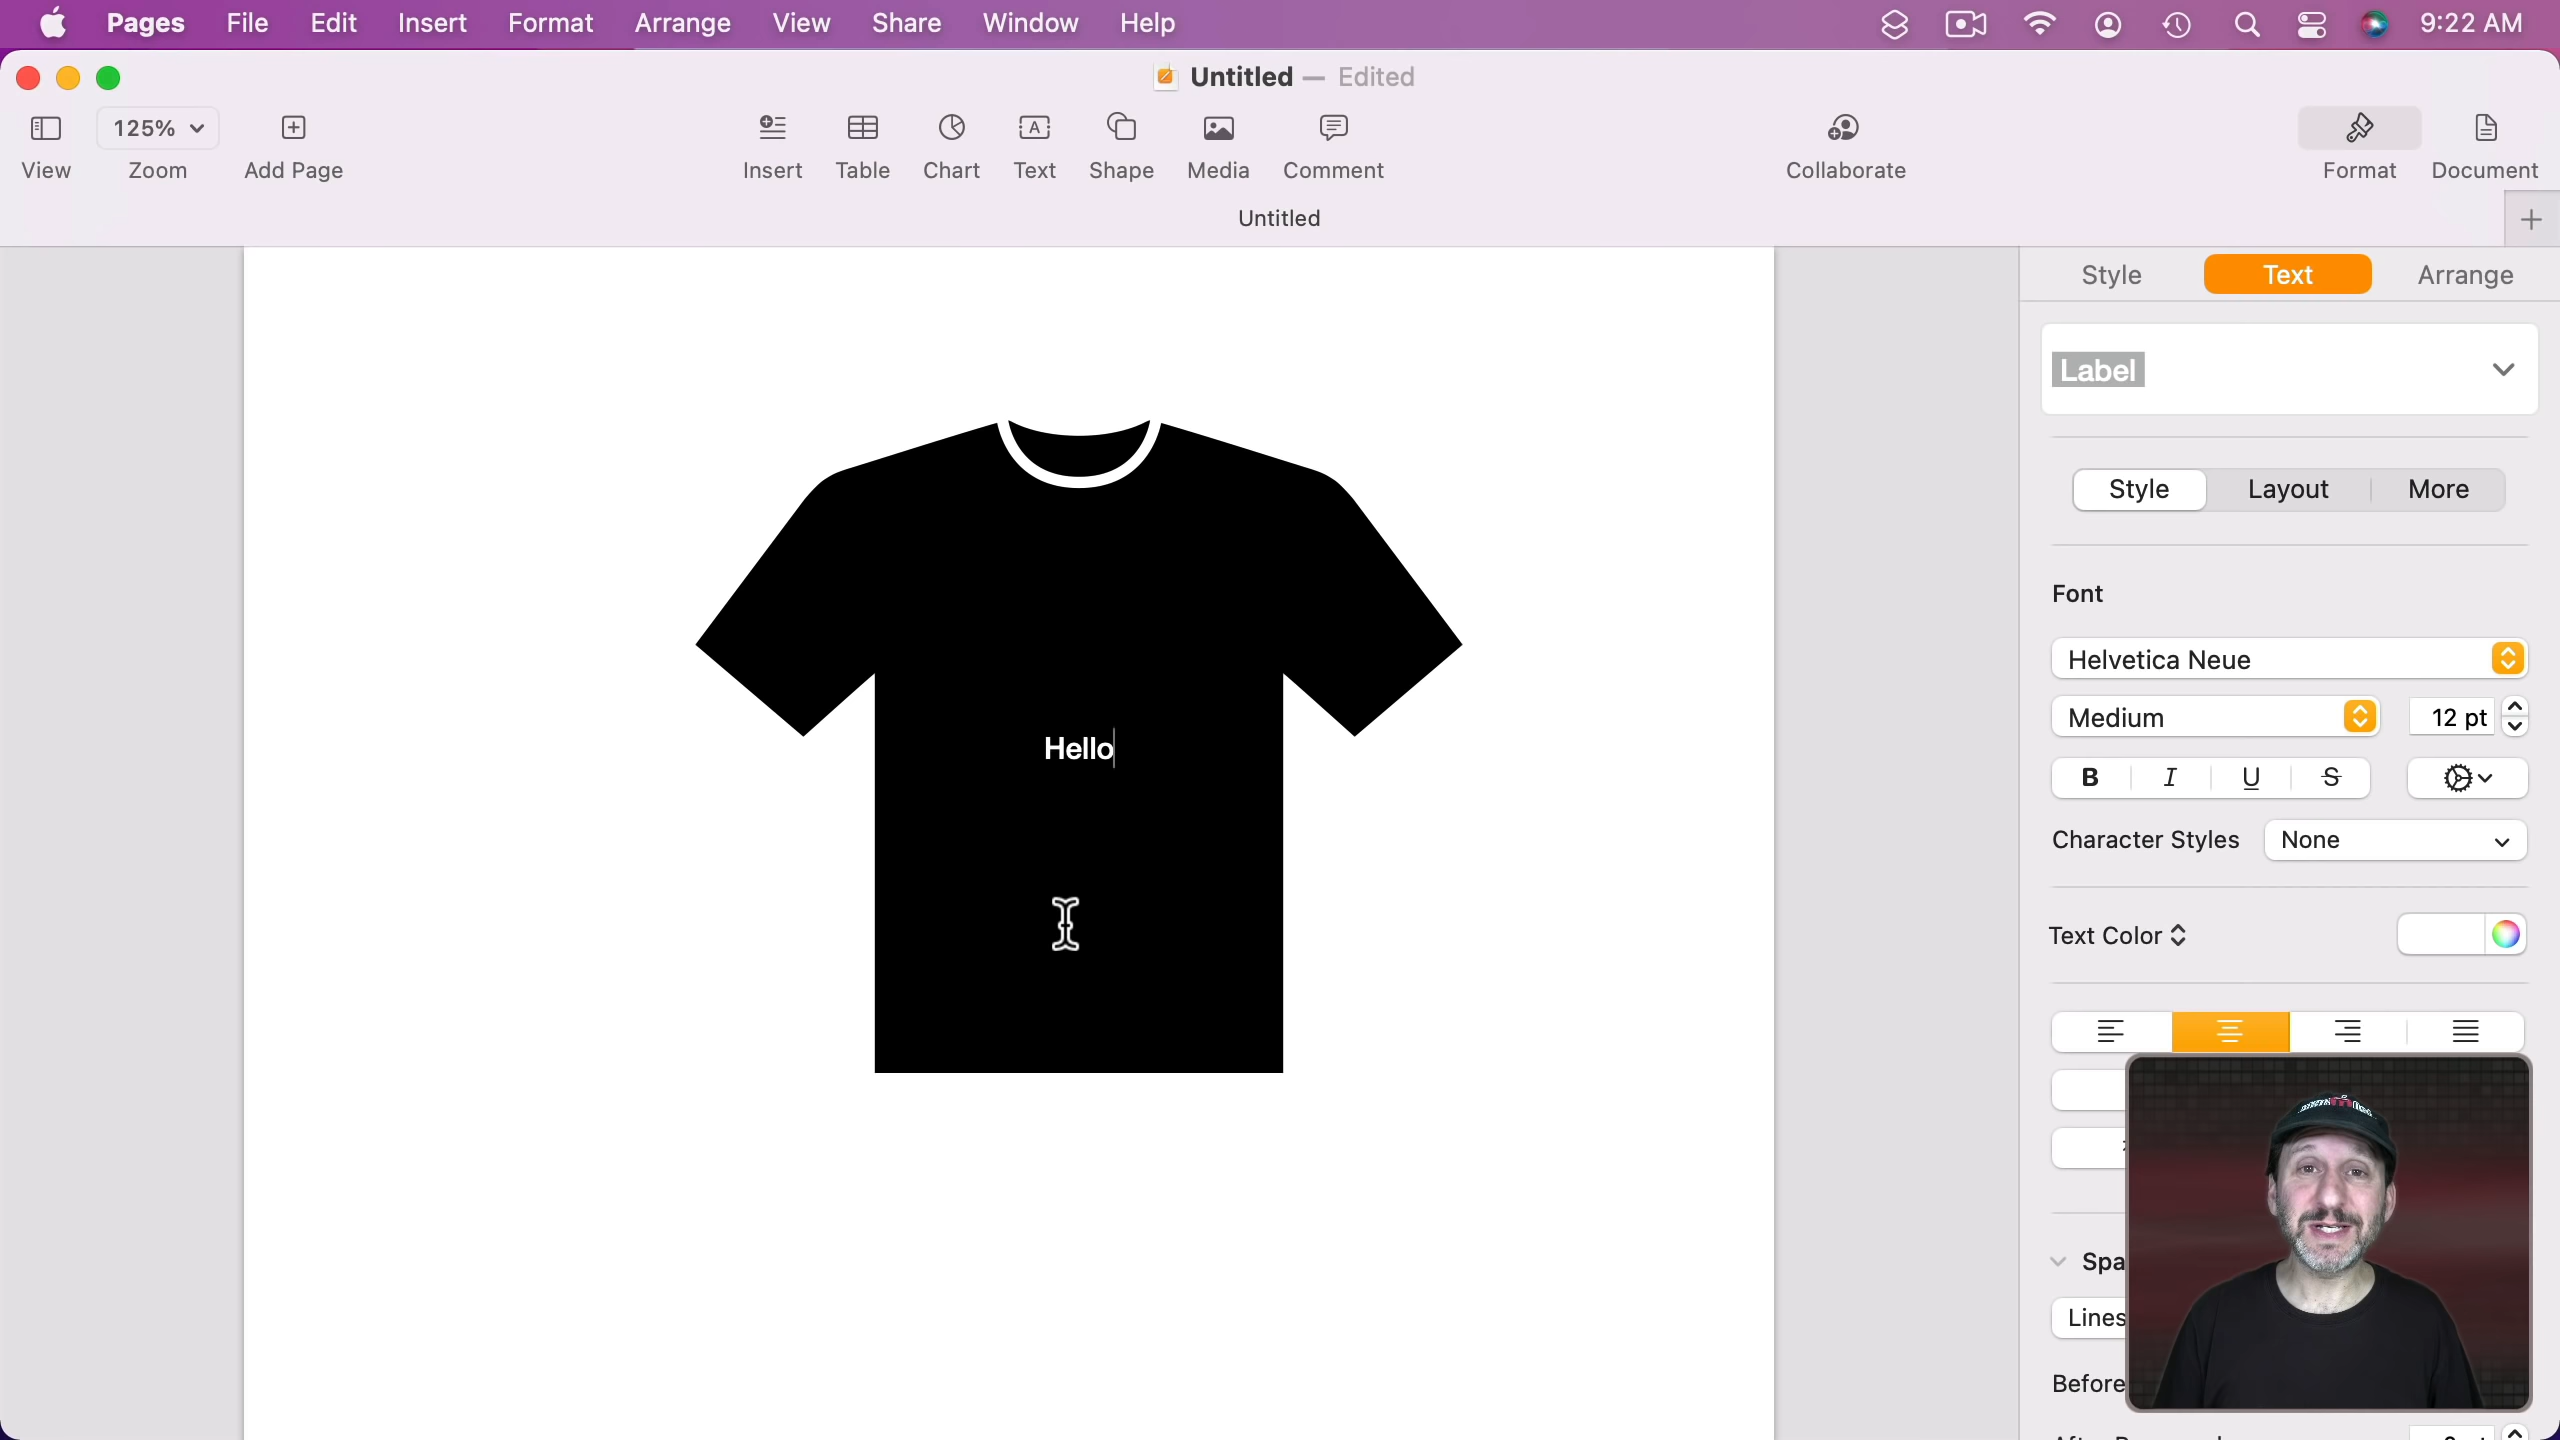 Pages File Edit Insert Format Arrange View Share Window Help 9:22 AM
Untitled — Edited
125%
View Zoom Add Page Insert Table Chart Text Shape Media Comment Collaborate Format Document
Untitled
Style Text Arrange
Label
Style Layout More
Font
Helvetica Neue
Medium 12 pt
B I U S
Character Styles None
Text Color
Hello
Spa
Lines
Before